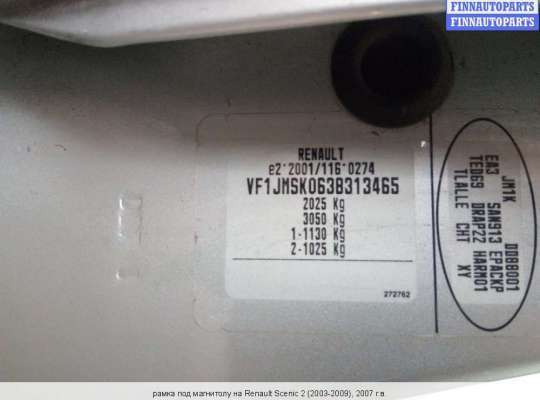 FINNAUTOPARTS
FINNAUTOPARTS
RENAULT
e2*2001/116*0274
VF1JMSK063B313465
2025 Kg
3050 Kg
1-1130 Kg
2-1025 Kg
272762
JM1K DD88001
EA3 SAN913 EPACKP
TED69 DRAP22 HARM01
TLALLE CHT XY
рамка под магнитолу на Renault Scenic 2 (2003-2009), 2007 г.в.